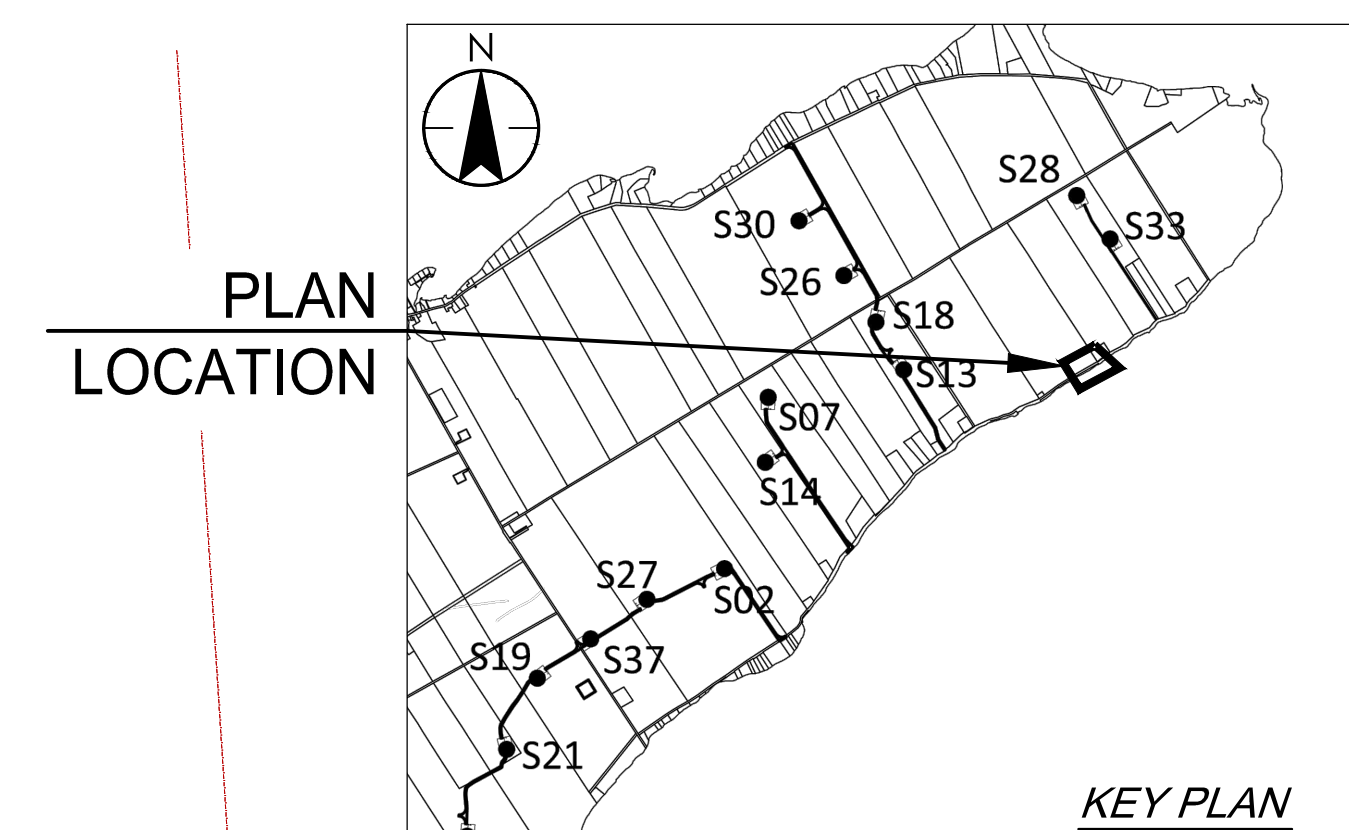 N
S28
S30
S33
S26
PLAN
LOCATION
S18
S13
S07
S14
S27
S02
S19
S37
S21
KEY PLAN